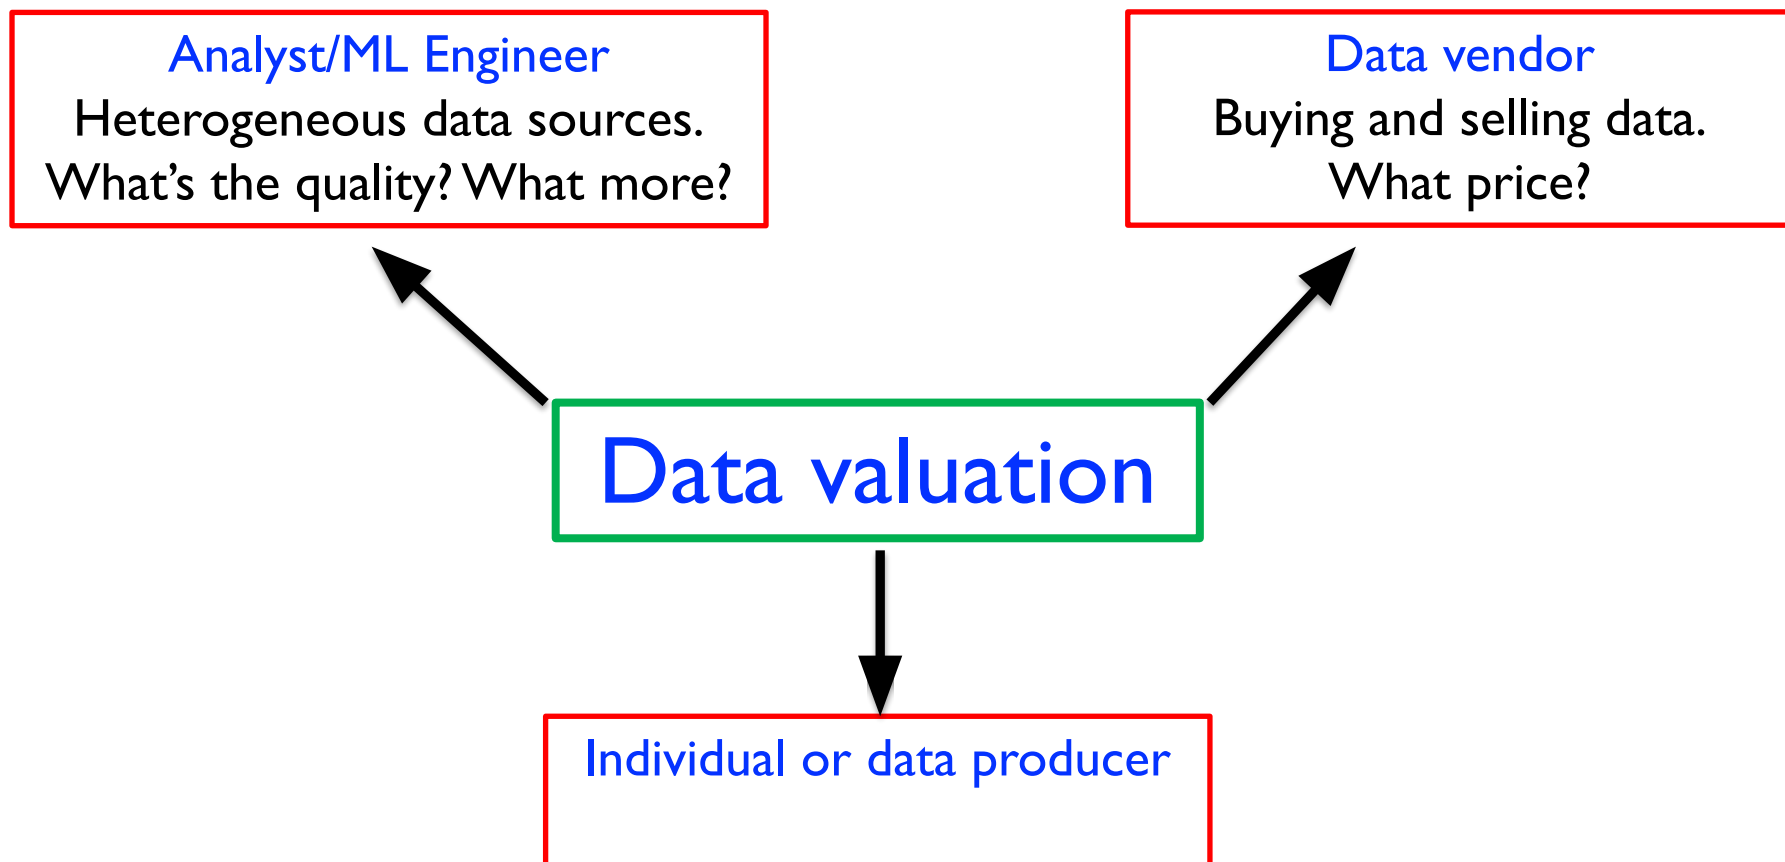 Analyst/ML Engineer
Heterogeneous data sources.
What’s the quality? What more?
Data vendor
Buying and selling data.
What price?
Data valuation
Individual or data producer